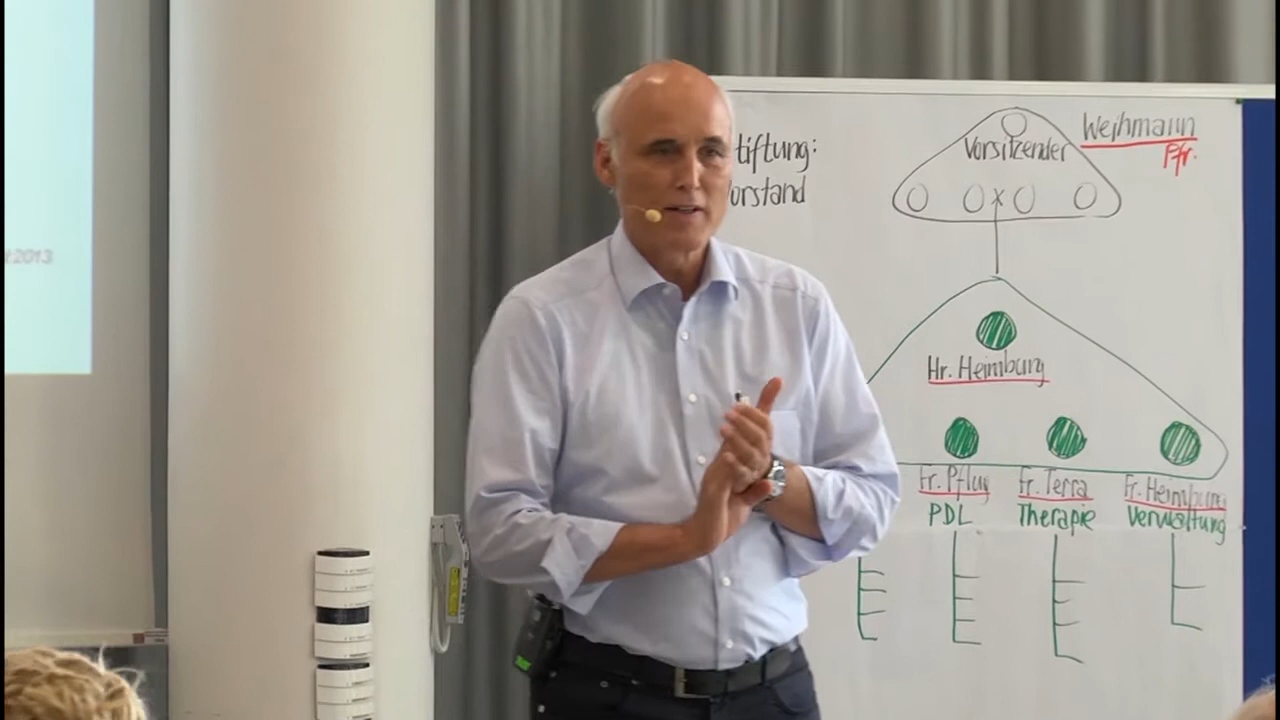 r.2013
tiftung:
orstand
Vorsitzender
Weihmann
Pfr.
Hr. Heimburg
Fr. Pflug
Fr. Terra
Fr. Heimburg
PDL
Therapie
Verwaltung